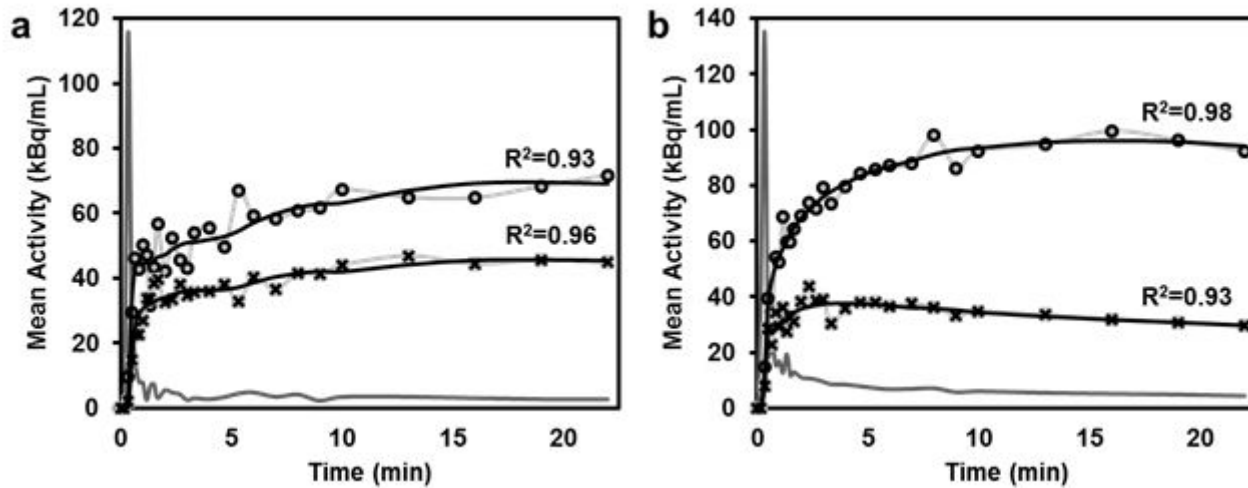 a
Mean Activity (kBq/mL)
120
100
80
60
40
20
0
R²=0.93
R²=0.96
0 5 10 15 20
Time (min)
b
Mean Activity (kBq/mL)
140
120
100
80
60
40
20
0
R²=0.98
R²=0.93
0 5 10 15 20
Time (min)